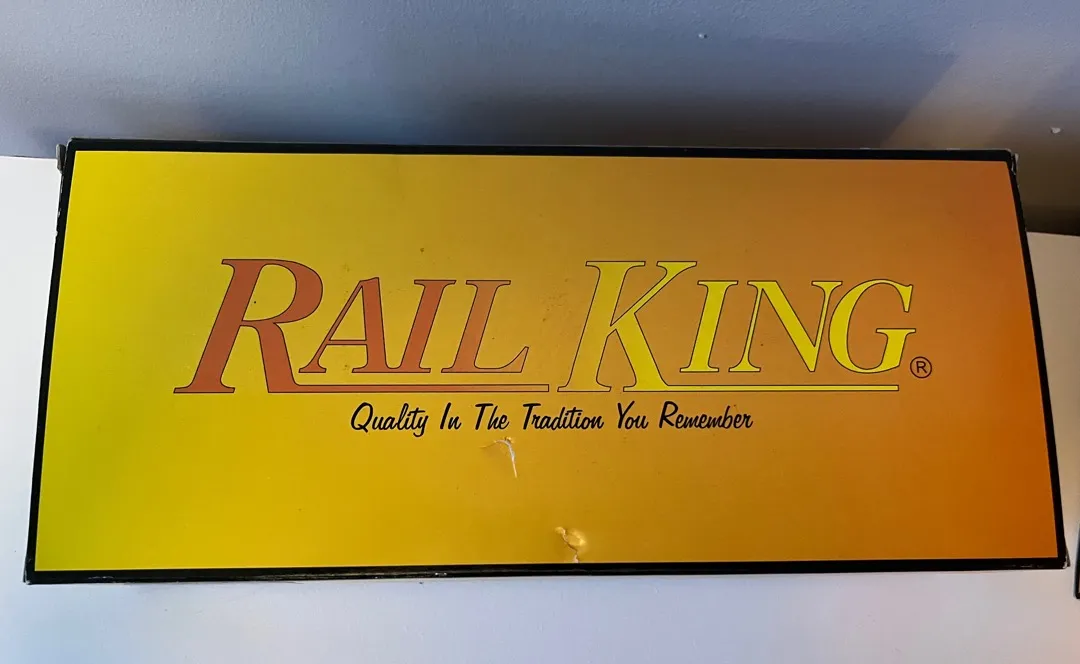 RAIL KING®
Quality In The Tradition You Remember